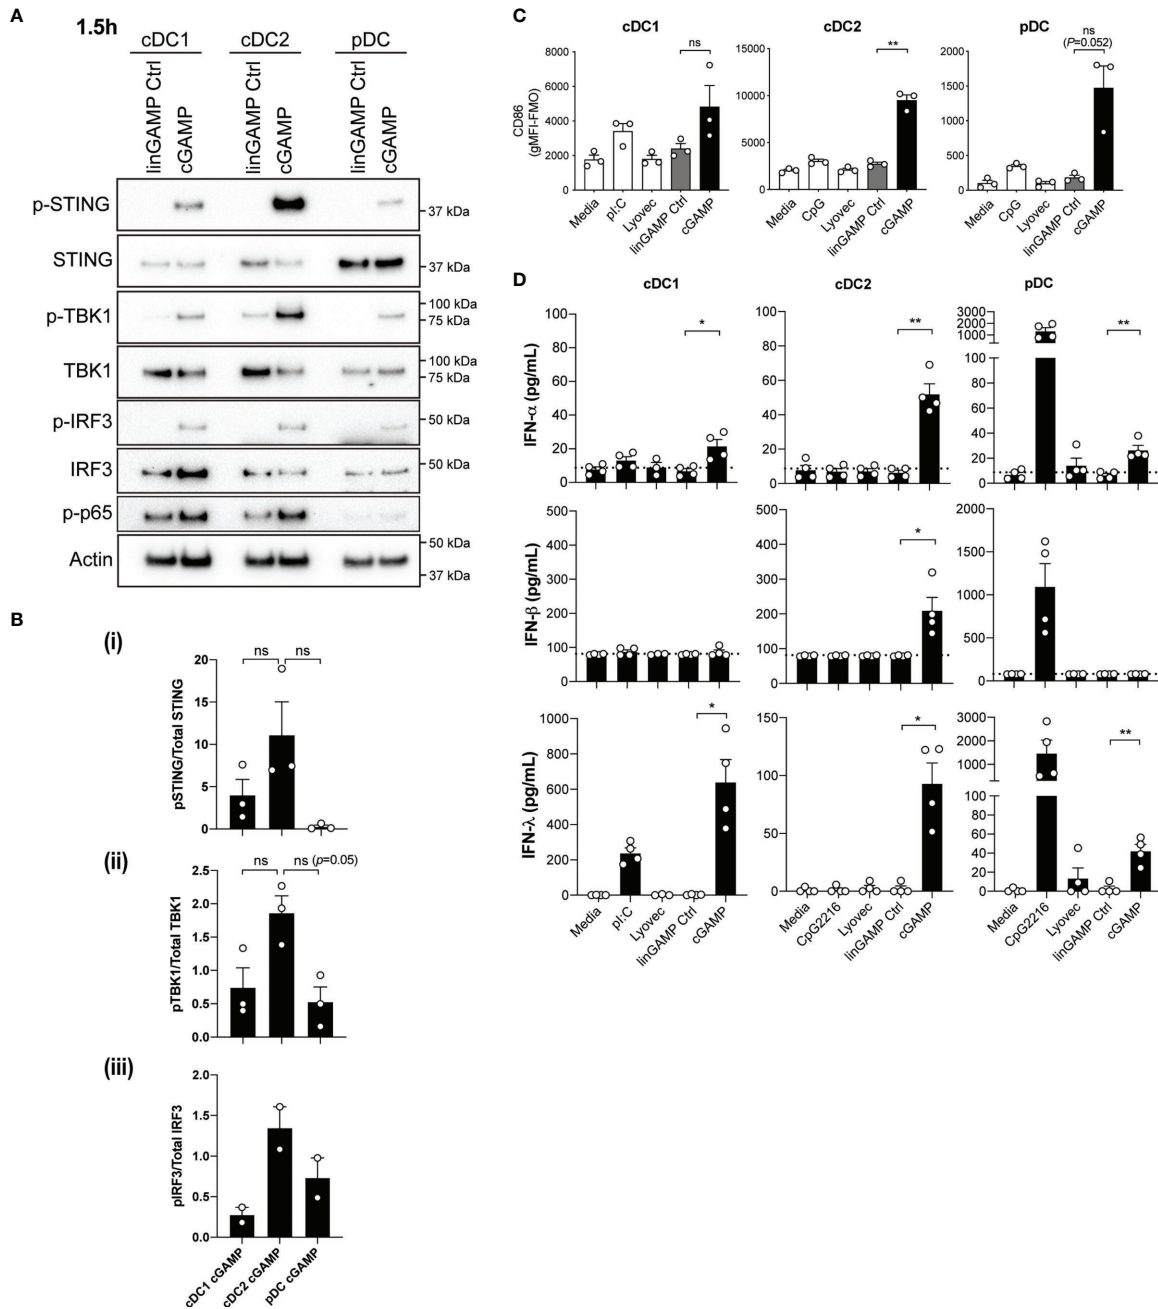 A
1.5h
cDC1
cDC2
pDC
linGAMP Ctrl
cGAMP
linGAMP Ctrl
cGAMP
linGAMP Ctrl
cGAMP
p-STING
37 kDa
STING
37 kDa
p-TBK1
100 kDa
75 kDa
TBK1
100 kDa
75 kDa
p-IRF3
50 kDa
IRF3
50 kDa
p-p65
Actin
50 kDa
37 kDa
B
(i)
pSTING/Total STING
20
15
10
5
0
ns
ns
(ii)
pTBK1/Total TBK1
2.5
2.0
1.5
1.0
0.5
0.0
ns
ns (p=0.05)
(iii)
pIRF3/Total IRF3
2.0
1.5
1.0
0.5
0.0
cDC1 cGAMP
cDC2 cGAMP
pDC cGAMP
C
cDC1
CD86
(gMFI-FMO)
8000
6000
4000
2000
0
ns
Media
pI:C
Lyovec
linGAMP Ctrl
cGAMP
cDC2
15000
10000
5000
0
**
Media
CpG
Lyovec
linGAMP Ctrl
cGAMP
pDC
2000
1500
1000
500
0
ns
(P=0.052)
Media
CpG
Lyovec
linGAMP Ctrl
cGAMP
D
cDC1
cDC2
pDC
IFN-α (pg/mL)
100
80
60
40
20
0
*
100
80
60
40
20
0
**
3000
2000
1000
100
80
60
40
20
0
**
IFN-β (pg/mL)
500
400
300
200
100
0
500
400
300
200
100
0
*
2000
1500
1000
500
0
IFN-λ (pg/mL)
1000
800
600
400
200
0
*
Media
pI:C
Lyovec
linGAMP Ctrl
cGAMP
150
100
50
0
*
Media
CpG2216
Lyovec
linGAMP Ctrl
cGAMP
3000
2000
1000
100
80
60
40
20
0
**
Media
CpG2216
Lyovec
linGAMP Ctrl
cGAMP